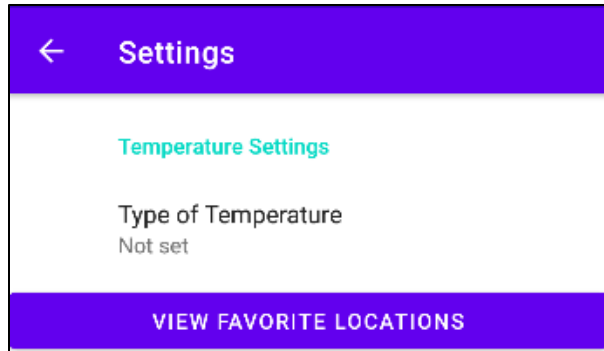 Settings
Temperature Settings
Type of Temperature
Not set
VIEW FAVORITE LOCATIONS